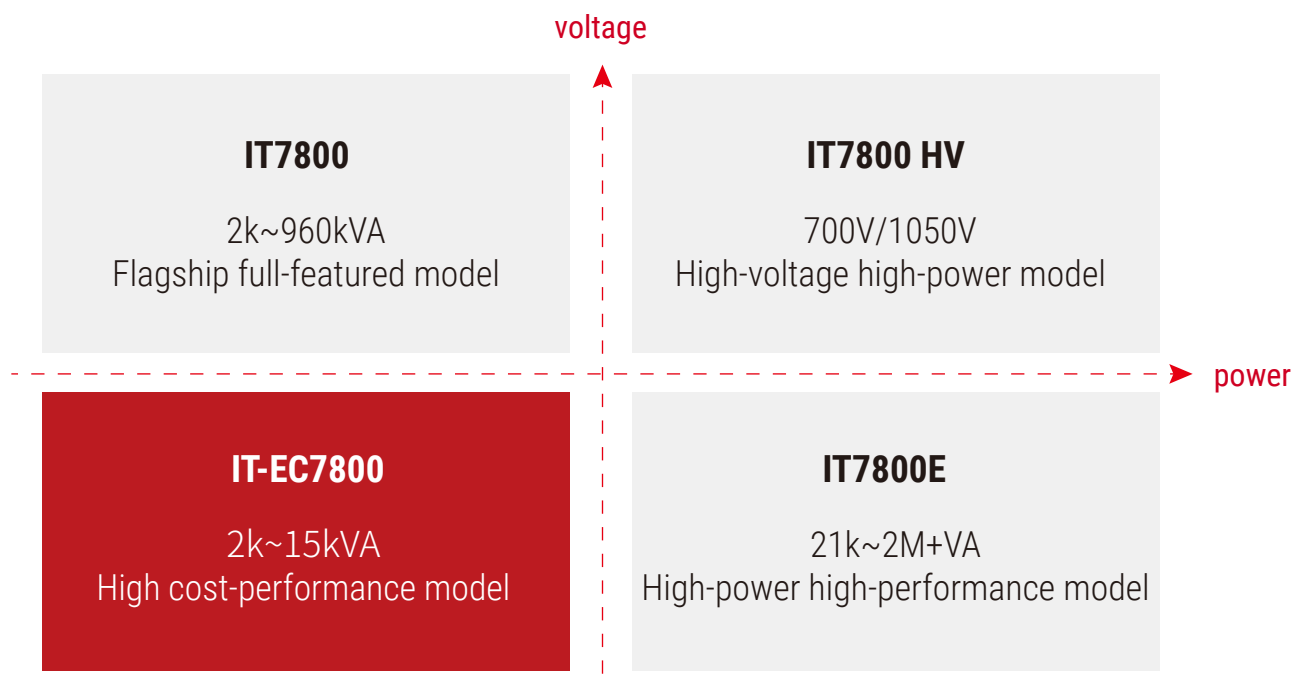 voltage
IT7800
2k~960kVA
Flagship full-featured model
IT7800 HV
700V/1050V
High-voltage high-power model
power
IT-EC7800
2k~15kVA
High cost-performance model
IT7800E
21k~2M+VA
High-power high-performance model